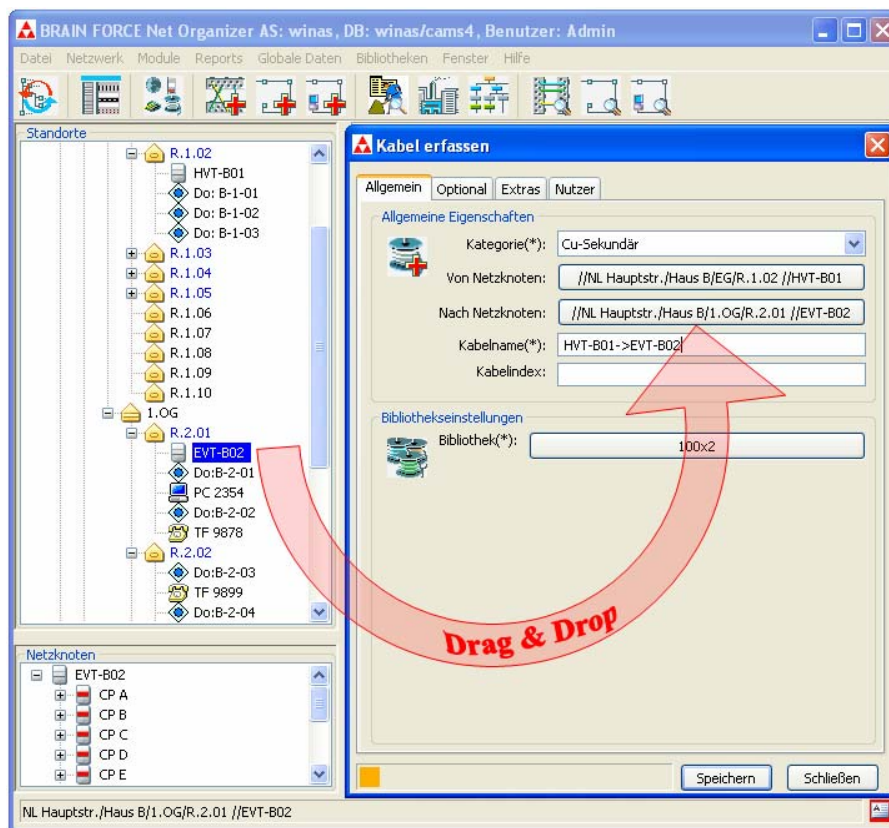 BRAIN FORCE Net Organizer AS: winas, DB: winas/cams4, Benutzer: Admin
Datei Netzwerk Module Reports Globale Daten Bibliotheken Fenster Hilfe
Standorte
R.1.02
HVT-B01
Do: B-1-01
Do: B-1-02
Do: B-1-03
R.1.03
R.1.04
R.1.05
R.1.06
R.1.07
R.1.08
R.1.09
R.1.10
1.OG
R.2.01
EVT-B02
Do:B-2-01
PC 2354
Do:B-2-02
TF 9878
R.2.02
Do:B-2-03
TF 9899
Do:B-2-04
Netzknoten
EVT-B02
CP A
CP B
CP C
CP D
CP E
NL Hauptstr./Haus B/1.OG/R.2.01 //EVT-B02
Kabel erfassen
Allgemein Optional Extras Nutzer
Allgemeine Eigenschaften
Kategorie(*): Cu-Sekundär
Von Netzknoten: //NL Hauptstr./Haus B/EG/R.1.02 //HVT-B01
Nach Netzknoten: //NL Hauptstr./Haus B/1.OG/R.2.01 //EVT-B02
Kabelname(*): HVT-B01->EVT-B02
Kabelindex:
Bibliothekseinstellungen
Bibliothek(*): 100x2
Drag & Drop
Speichern Schließen